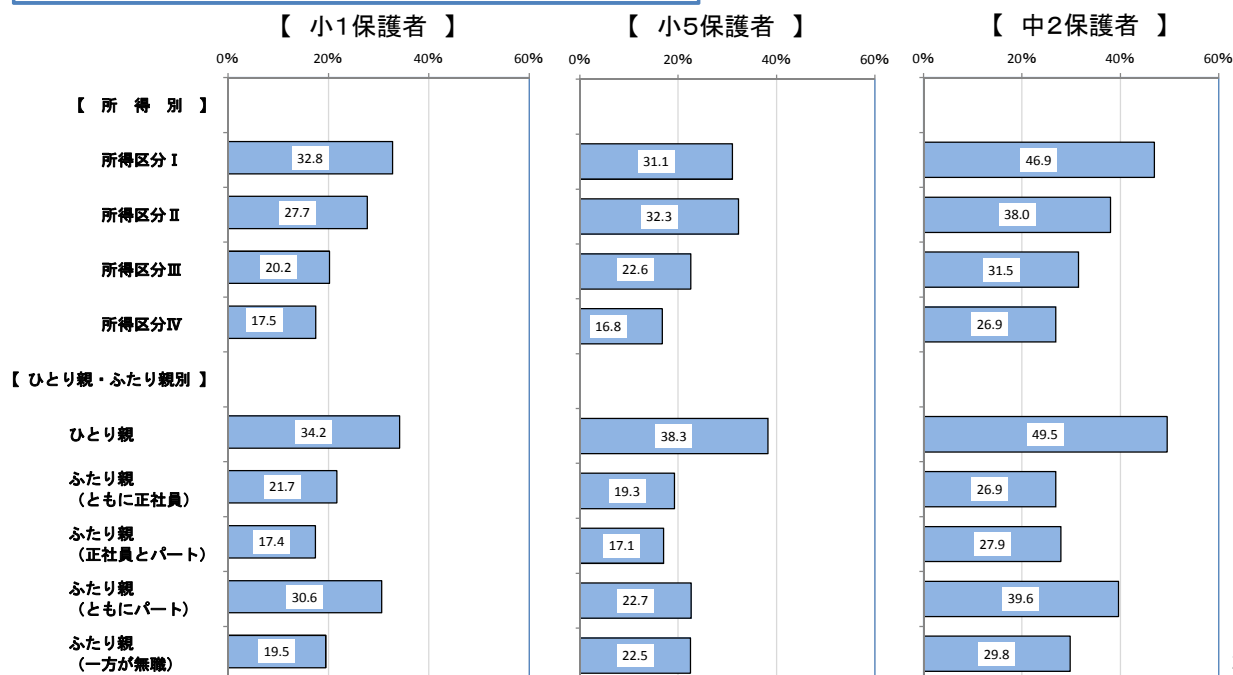 【 小1保護者 】
【 小5保護者 】
【 中2保護者 】
0% 20% 40% 60%
0% 20% 40% 60%
0% 20% 40% 60%
【 所 得 別 】
所得区分Ⅰ 32.8 31.1 46.9
所得区分Ⅱ 27.7 32.3 38.0
所得区分Ⅲ 20.2 22.6 31.5
所得区分Ⅳ 17.5 16.8 26.9
【 ひとり親・ふたり親別 】
ひとり親 34.2 38.3 49.5
ふたり親
（ともに正社員） 21.7 19.3 26.9
ふたり親
（正社員とパート） 17.4 17.1 27.9
ふたり親
（ともにパート） 30.6 22.7 39.6
ふたり親
（一方が無職） 19.5 22.5 29.8